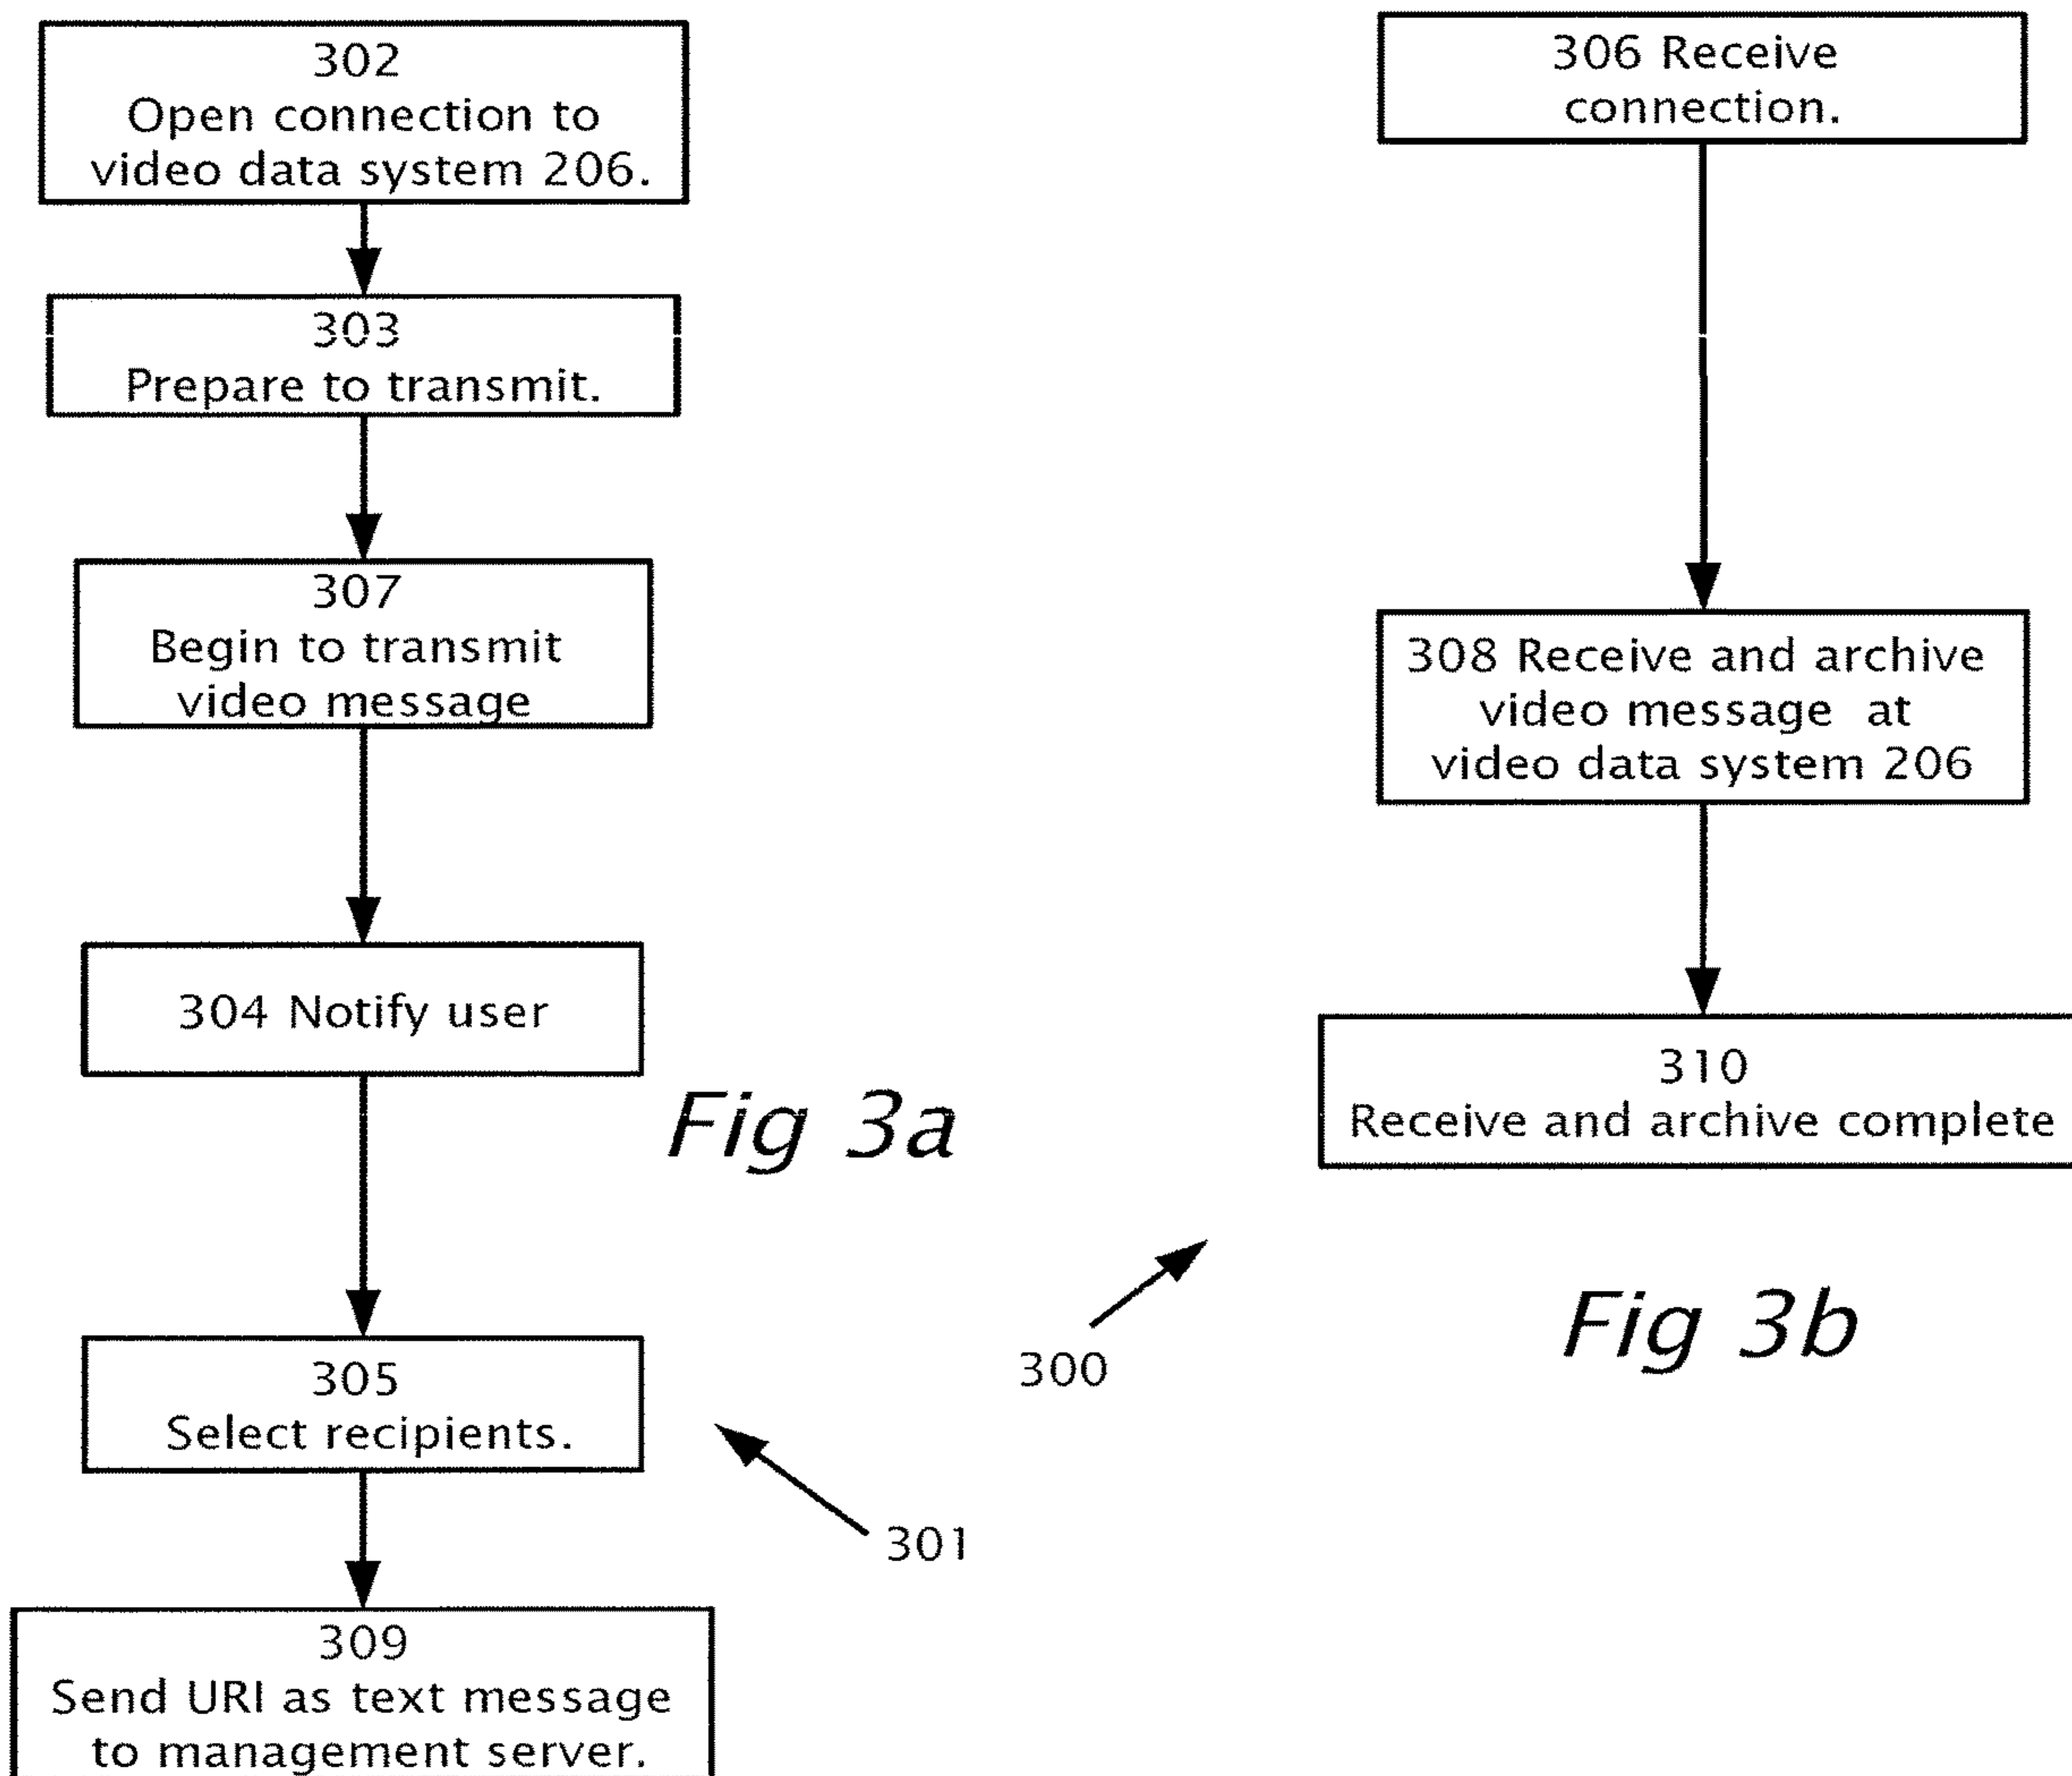 302
Open connection to
video data system 206.
303
Prepare to transmit.
307
Begin to transmit
video message
304 Notify user
Fig 3a
305
Select recipients.
301
309
Send URI as text message
to management server.
306 Receive
connection.
308 Receive and archive
video message at
video data system 206
310
Receive and archive complete
300
Fig 3b